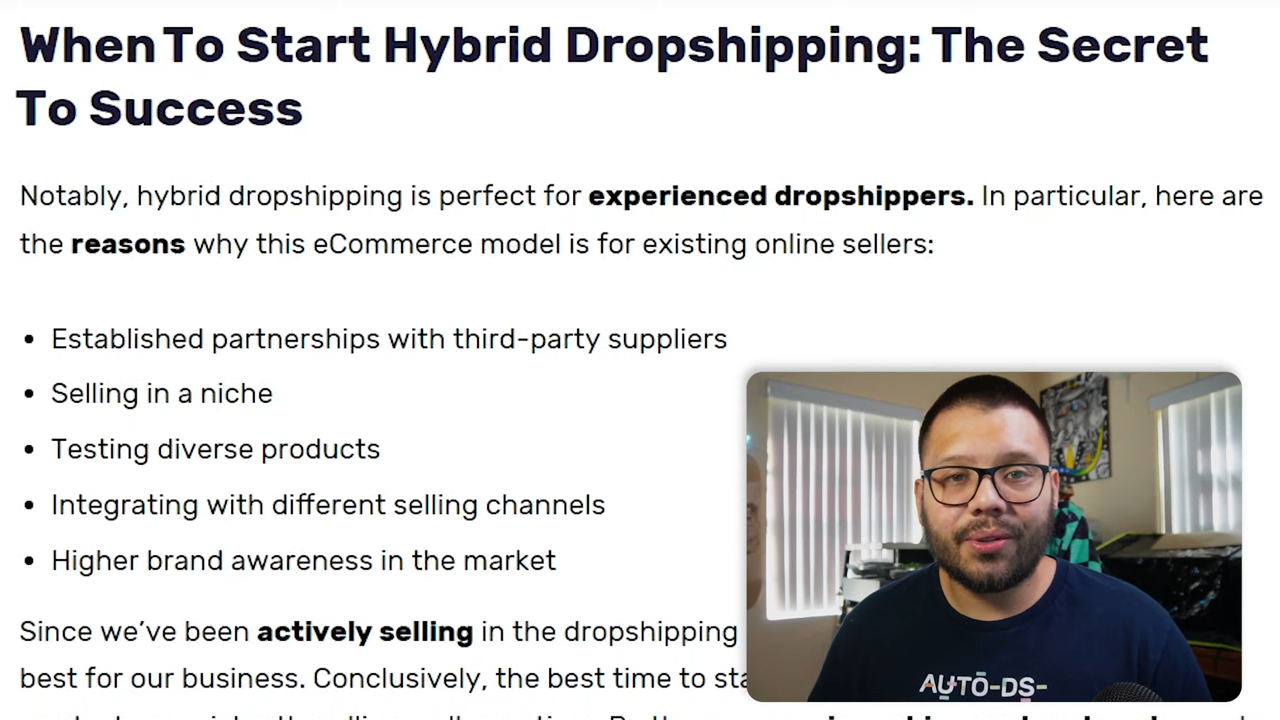 When To Start Hybrid Dropshipping: The Secret
To Success
Notably, hybrid dropshipping is perfect for experienced dropshippers. In particular, here are
the reasons why this eCommerce model is for existing online sellers:
• Established partnerships with third-party suppliers
• Selling in a niche
• Testing diverse products
• Integrating with different selling channels
• Higher brand awareness in the market
Since we’ve been actively selling in the dropshipping
best for our business. Conclusively, the best time to
AUTO-DS-